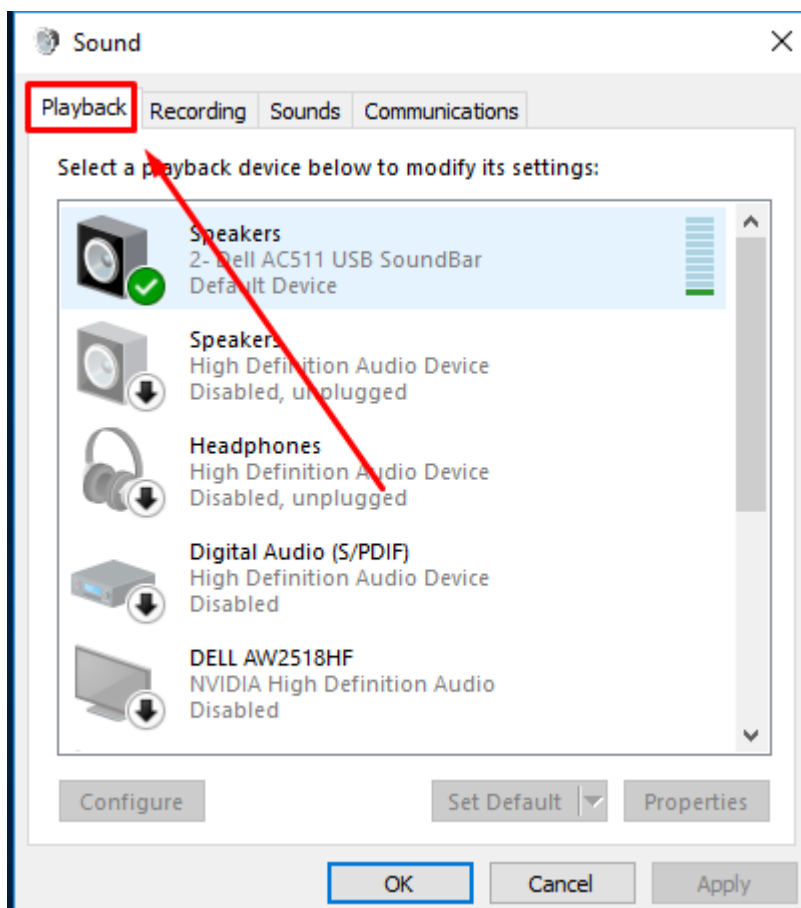 Sound
Playback Recording Sounds Communications
Select a playback device below to modify its settings:
Speakers
2- Dell AC511 USB SoundBar
Default Device
Speakers
High Definition Audio Device
Disabled, unplugged
Headphones
High Definition Audio Device
Disabled, unplugged
Digital Audio (S/PDIF)
High Definition Audio Device
Disabled
DELL AW2518HF
NVIDIA High Definition Audio
Disabled
Configure Set Default Properties
OK Cancel Apply